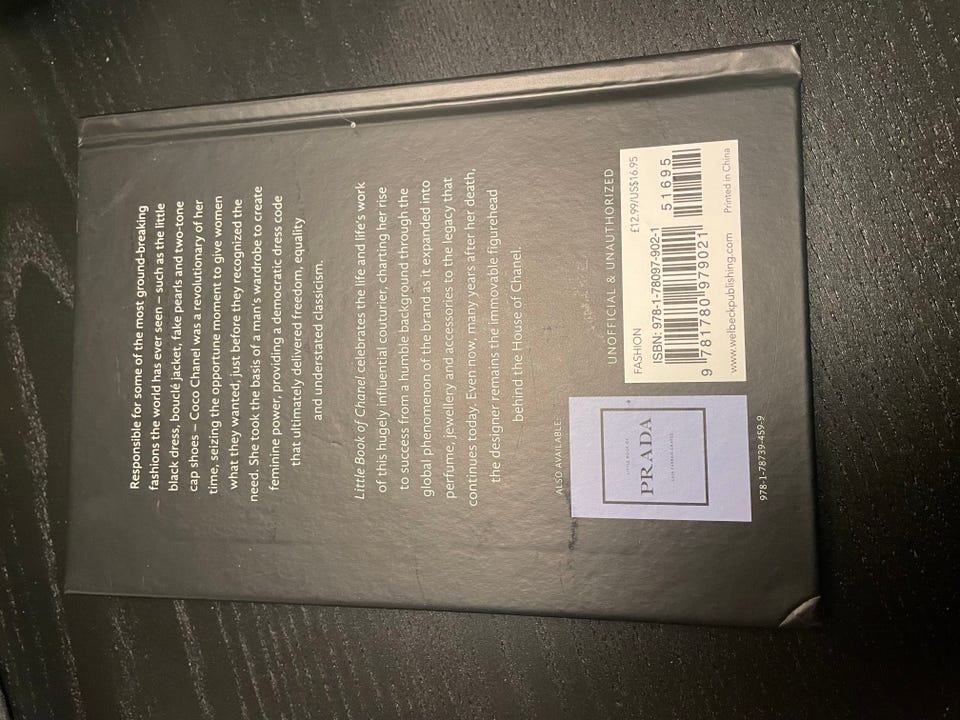 Responsible for some of the most ground-breaking
fashions the world has ever seen – such as the little
black dress, bouclé jacket, fake pearls and two-tone
cap shoes – Coco Chanel was a revolutionary of her
time, seizing the opportune moment to give women
what they wanted, just before they recognized the
need. She took the basis of a man's wardrobe to create
feminine power, providing a democratic dress code
that ultimately delivered freedom, equality
and understated classicism.
Little Book of Chanel celebrates the life and life's work
of this hugely influential couturier, charting her rise
to success from a humble background through the
global phenomenon of the brand as it expanded into
perfume, jewellery and accessories to the legacy that
continues today. Even now, many years after her death,
the designer remains the immovable figurehead
behind the House of Chanel.
ALSO AVAILABLE:
LITTLE BOOK OF
PRADA
978-1-78739-459-9
UNOFFICIAL & UNAUTHORIZED
FASHION £12.99/US$16.95
ISBN: 978-1-78097-902-1
51695
9 781780 979021
www.welbeckpublishing.com Printed in China